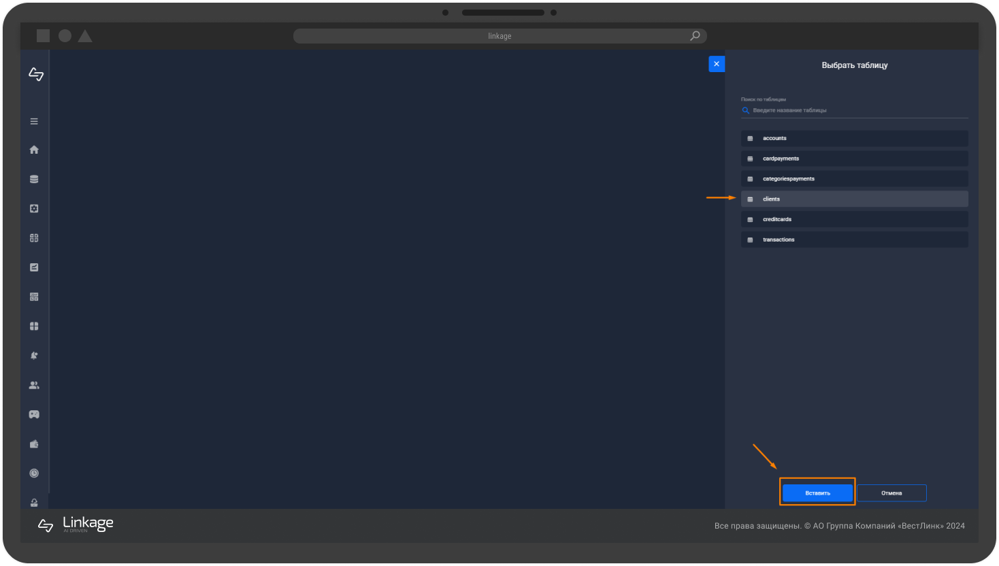 linkage
Выбрать таблицу
Поиск по таблицам
Введите название таблицы
accounts
cardpayments
categoriespayments
clients
creditcards
transactions
Вставить
Отмена
Linkage
AI DRIVEN
Все права защищены. © АО Группа Компаний «ВестЛинк» 2024